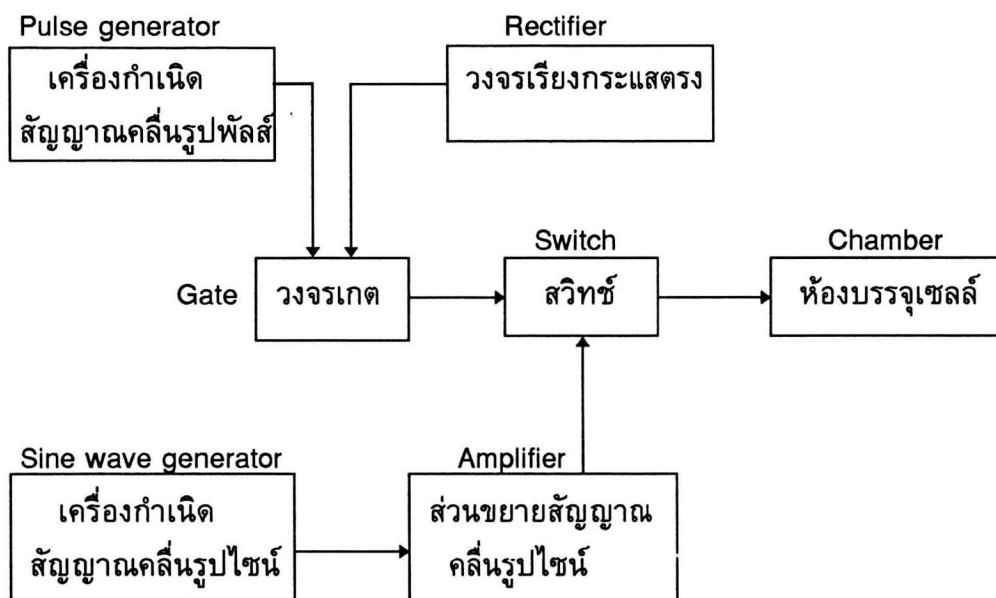 Pulse generator
เครื่องกำเนิด
สัญญาณคลื่นรูปพัลส์
Rectifier
วงจรเรียงกระแสตรง
Gate
วงจรเกต
Switch
สวิทช์
Chamber
ห้องบรรจุเซลล์
Sine wave generator
เครื่องกำเนิด
สัญญาณคลื่นรูปไซน์
Amplifier
ส่วนขยายสัญญาณ
คลื่นรูปไซน์